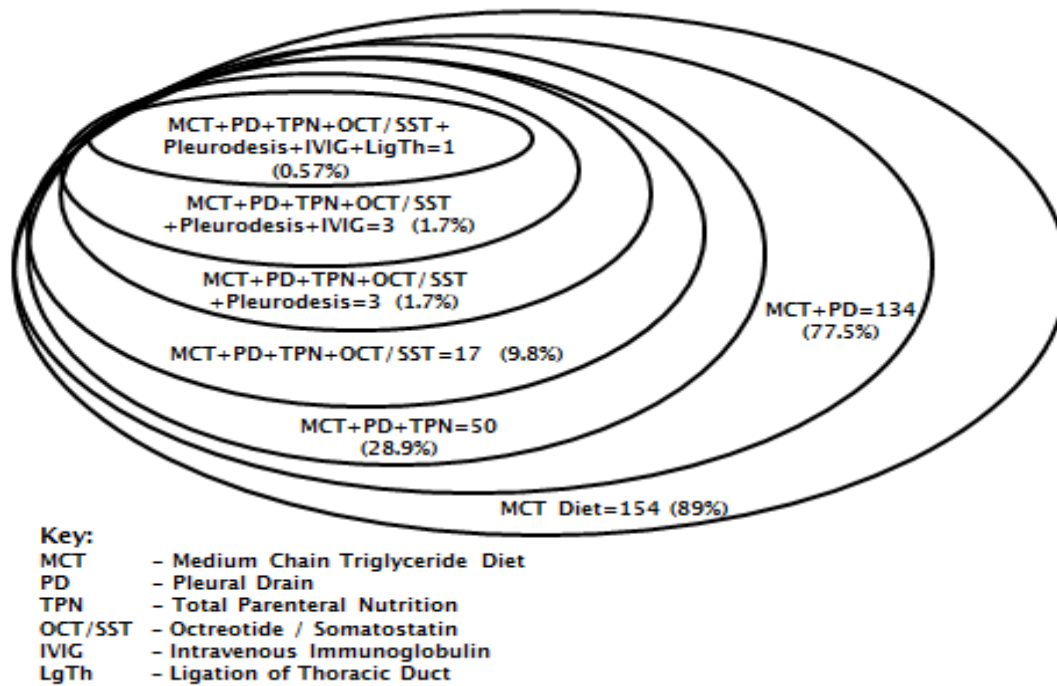 MCT+PD+TPN+OCT/SST+
Pleurodesis+IVIG+LigTh=1
(0.57%)
MCT+PD+TPN+OCT/SST
+Pleurodesis+IVIG=3 (1.7%)
MCT+PD+TPN+OCT/SST
+Pleurodesis=3 (1.7%)
MCT+PD=134
(77.5%)
MCT+PD+TPN+OCT/SST=17 (9.8%)
MCT+PD+TPN=50
(28.9%)
MCT Diet=154 (89%)
Key:
MCT - Medium Chain Triglyceride Diet
PD - Pleural Drain
TPN - Total Parenteral Nutrition
OCT/SST - Octreotide / Somatostatin
IVIG - Intravenous Immunoglobulin
LgTh - Ligation of Thoracic Duct